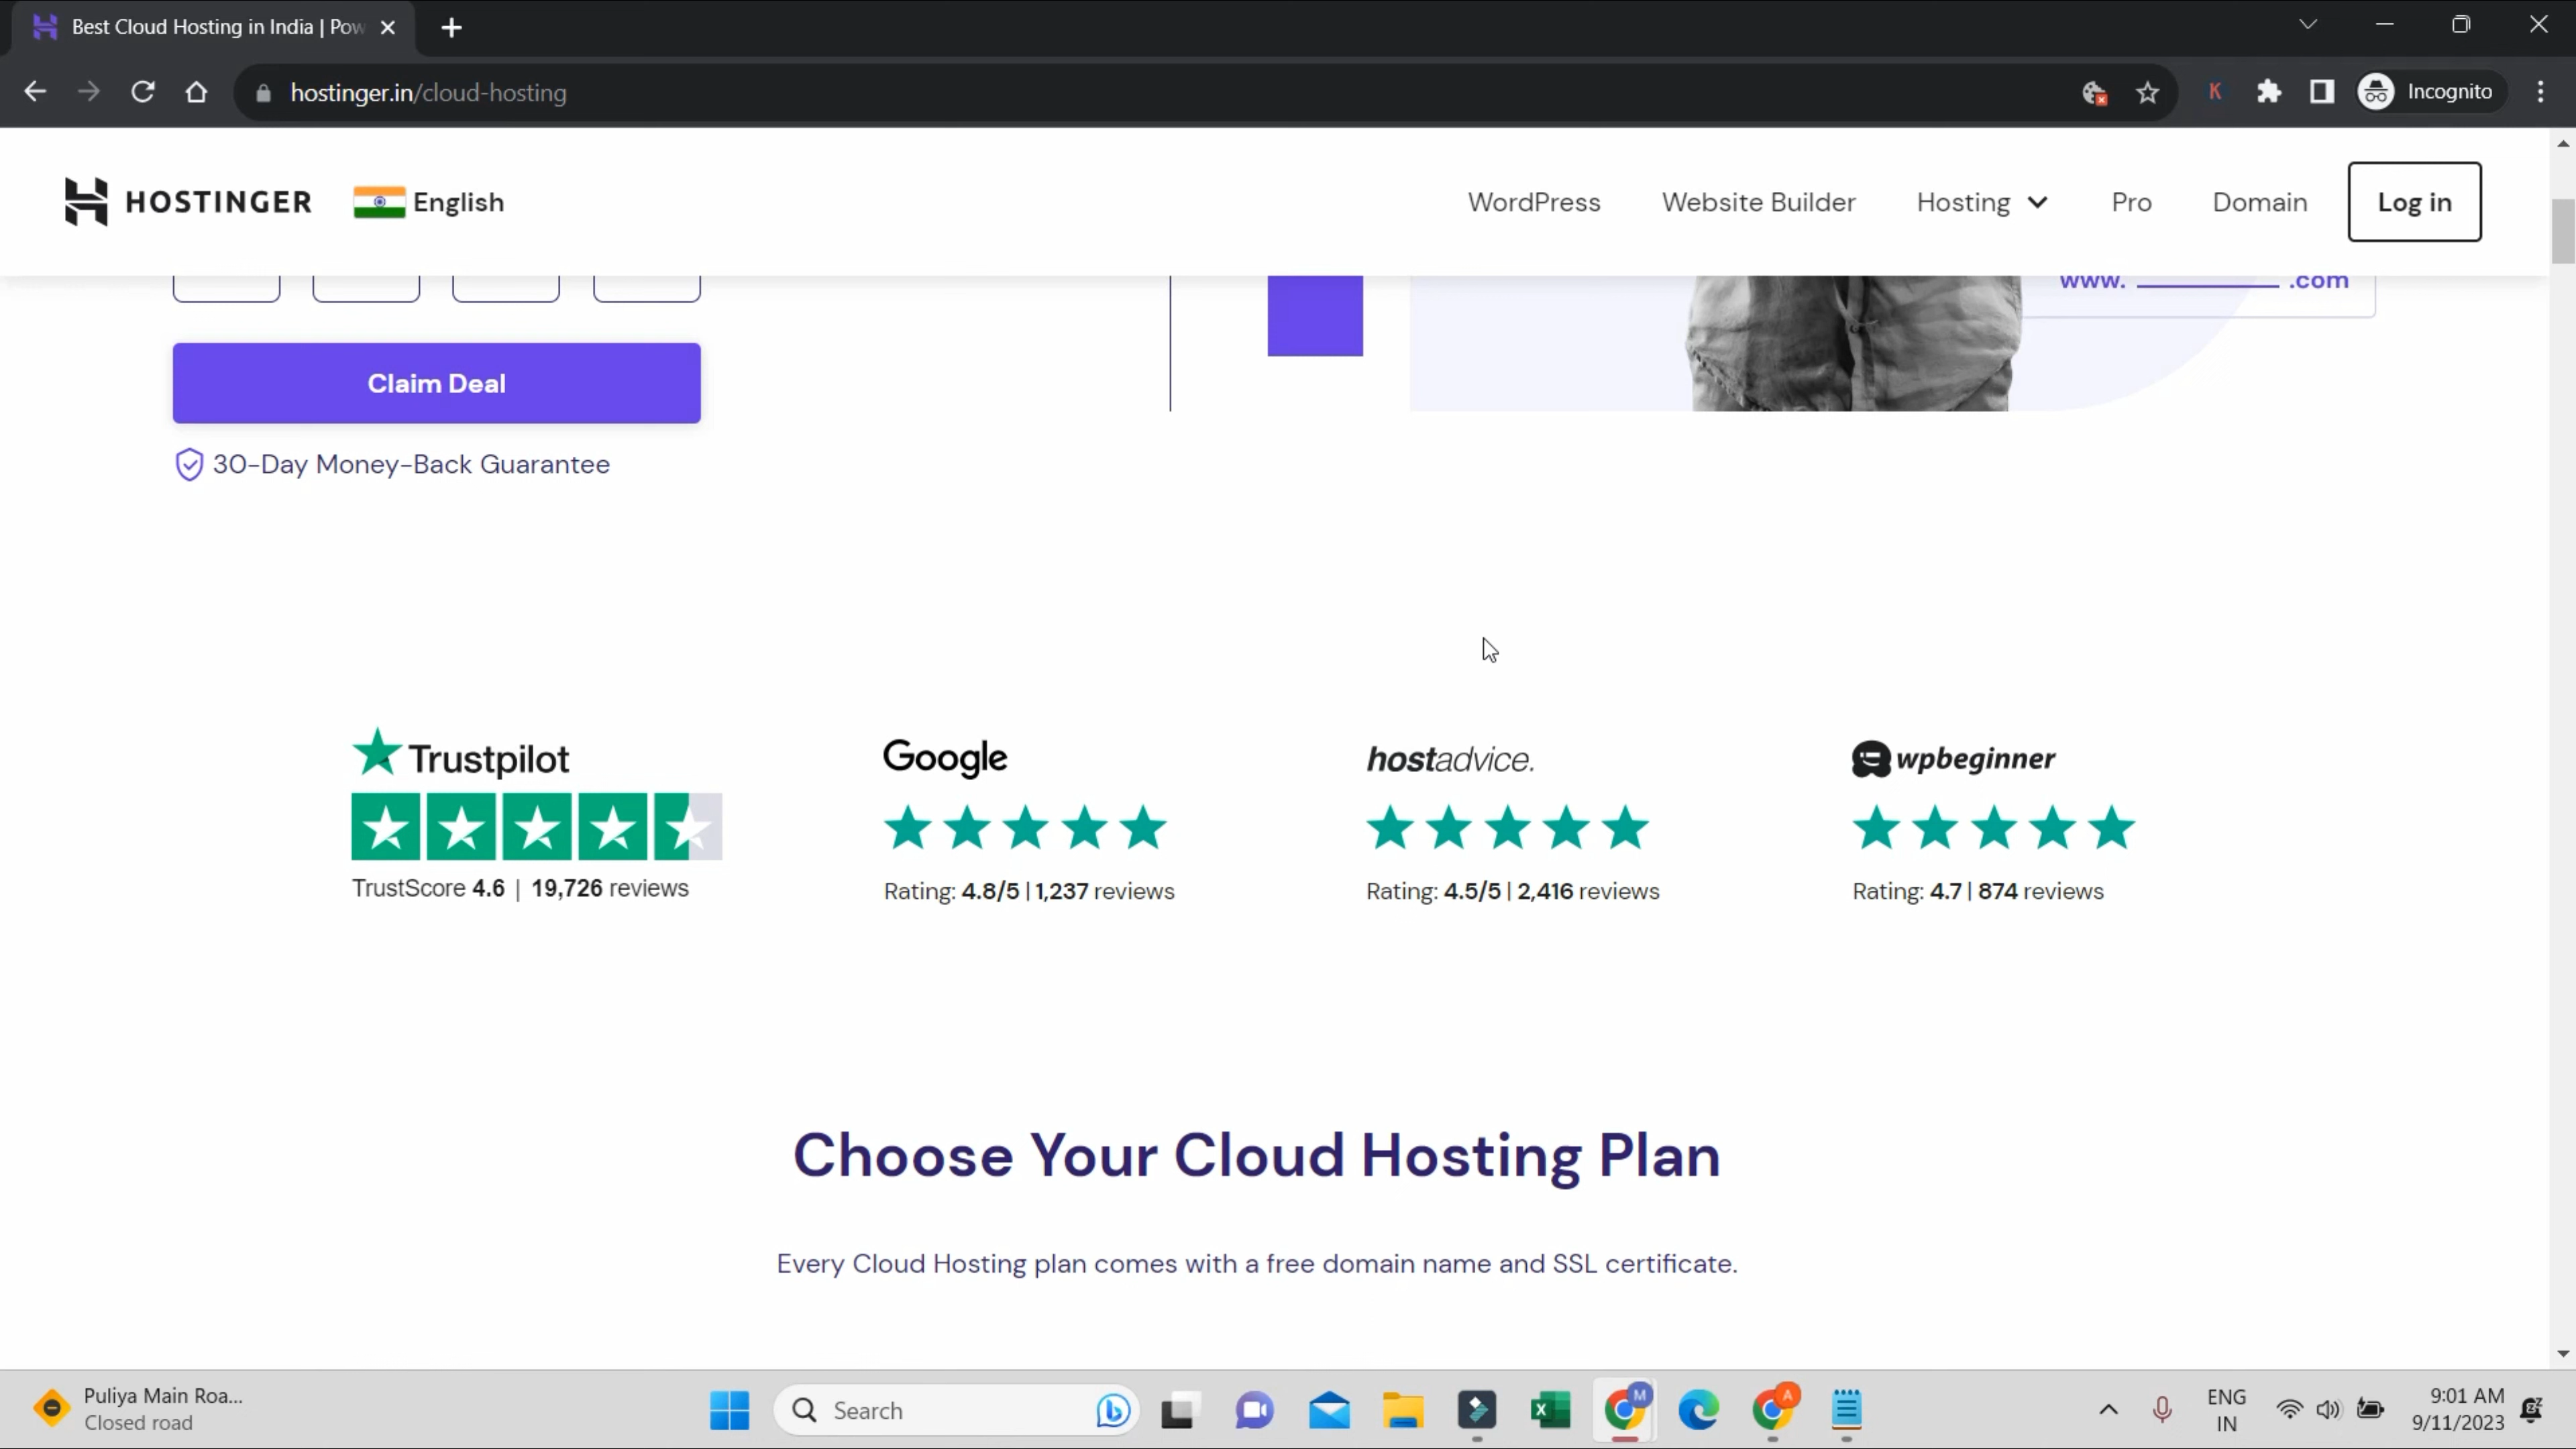 Best Cloud Hosting in India | Pow
hostinger.in/cloud-hosting
K
Incognito
HOSTINGER
English
WordPress
Website Builder
Hosting
Pro
Domain
Log in
www. ________ .com
Claim Deal
30-Day Money-Back Guarantee
Trustpilot
TrustScore 4.6 | 19,726 reviews
Google
Rating: 4.8/5 | 1,237 reviews
hostadvice.
Rating: 4.5/5 | 2,416 reviews
wpbeginner
Rating: 4.7 | 874 reviews
Choose Your Cloud Hosting Plan
Every Cloud Hosting plan comes with a free domain name and SSL certificate.
Puliya Main Roa...
Closed road
Search
M
A
ENG
IN
9:01 AM
9/11/2023